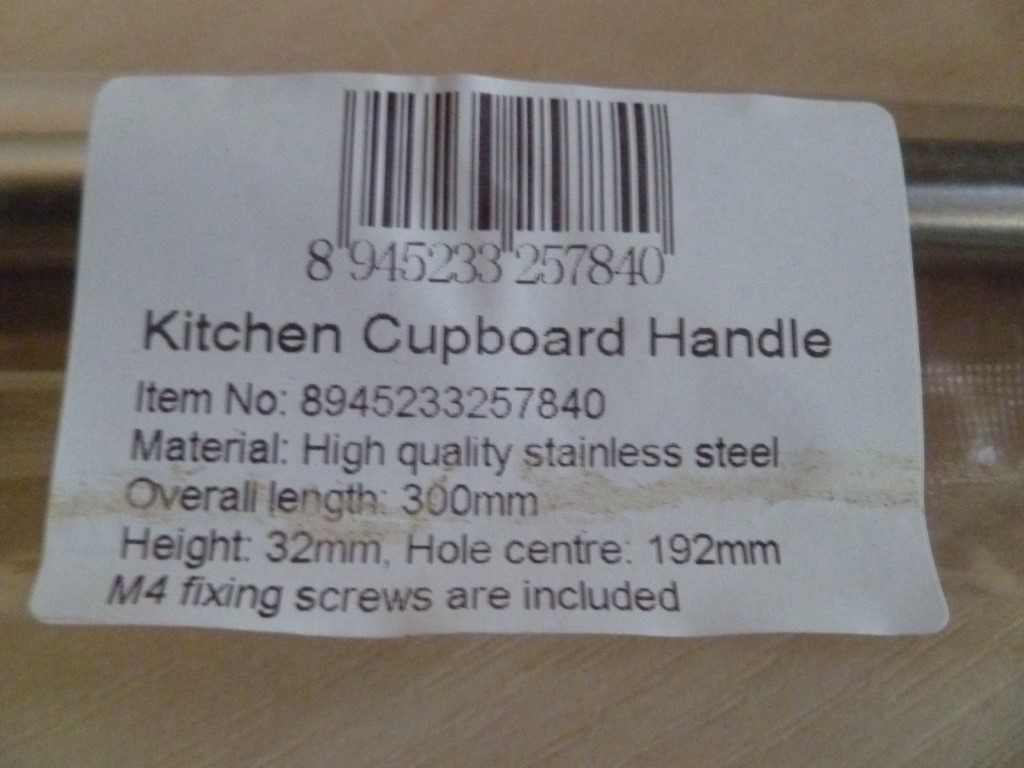 8 945233 257840
Kitchen Cupboard Handle
Item No: 8945233257840
Material: High quality stainless steel
Overall length: 300mm
Height: 32mm, Hole centre: 192mm
M4 fixing screws are included